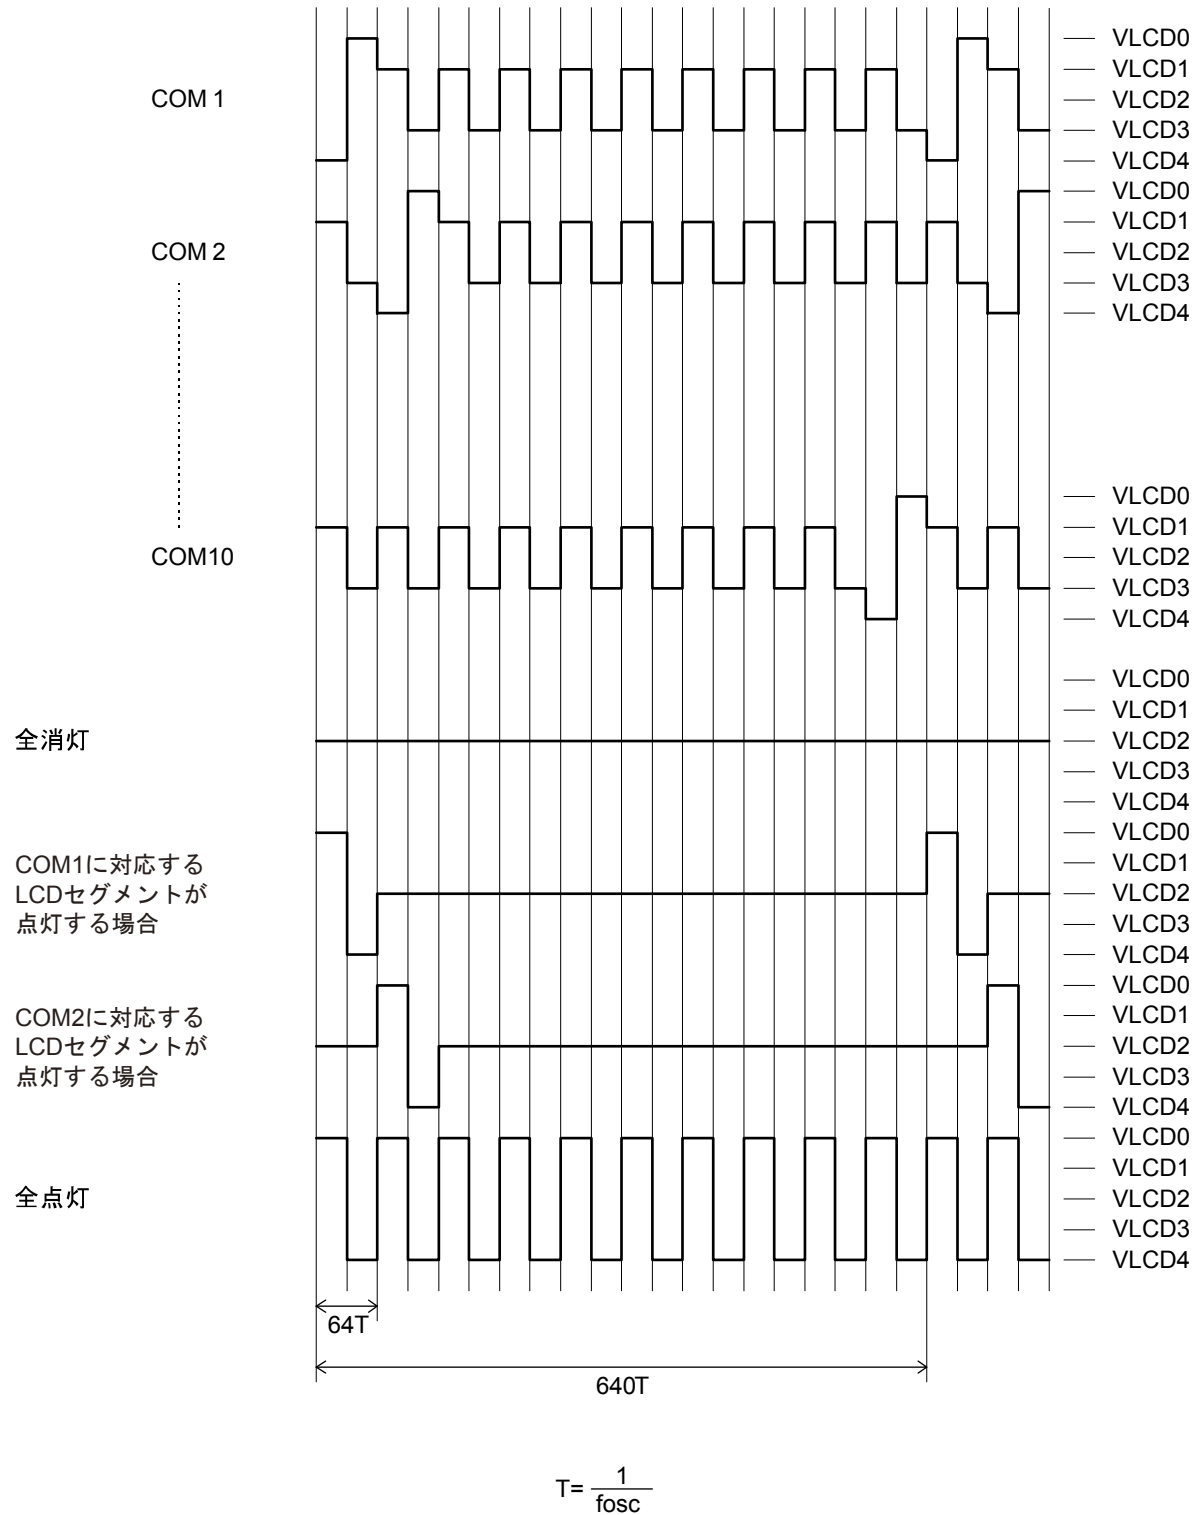 VLCD0
VLCD1
COM 1
VLCD2
VLCD3
VLCD4
VLCD0
VLCD1
COM 2
VLCD2
VLCD3
VLCD4
VLCD0
VLCD1
COM10
VLCD2
VLCD3
VLCD4
VLCD0
VLCD1
全消灯
VLCD2
VLCD3
VLCD4
COM1に対応する
LCDセグメントが
点灯する場合
VLCD0
VLCD1
VLCD2
VLCD3
VLCD4
COM2に対応する
LCDセグメントが
点灯する場合
VLCD0
VLCD1
VLCD2
VLCD3
VLCD4
全点灯
VLCD0
VLCD1
VLCD2
VLCD3
VLCD4
64T
640T
T= 1
fosc